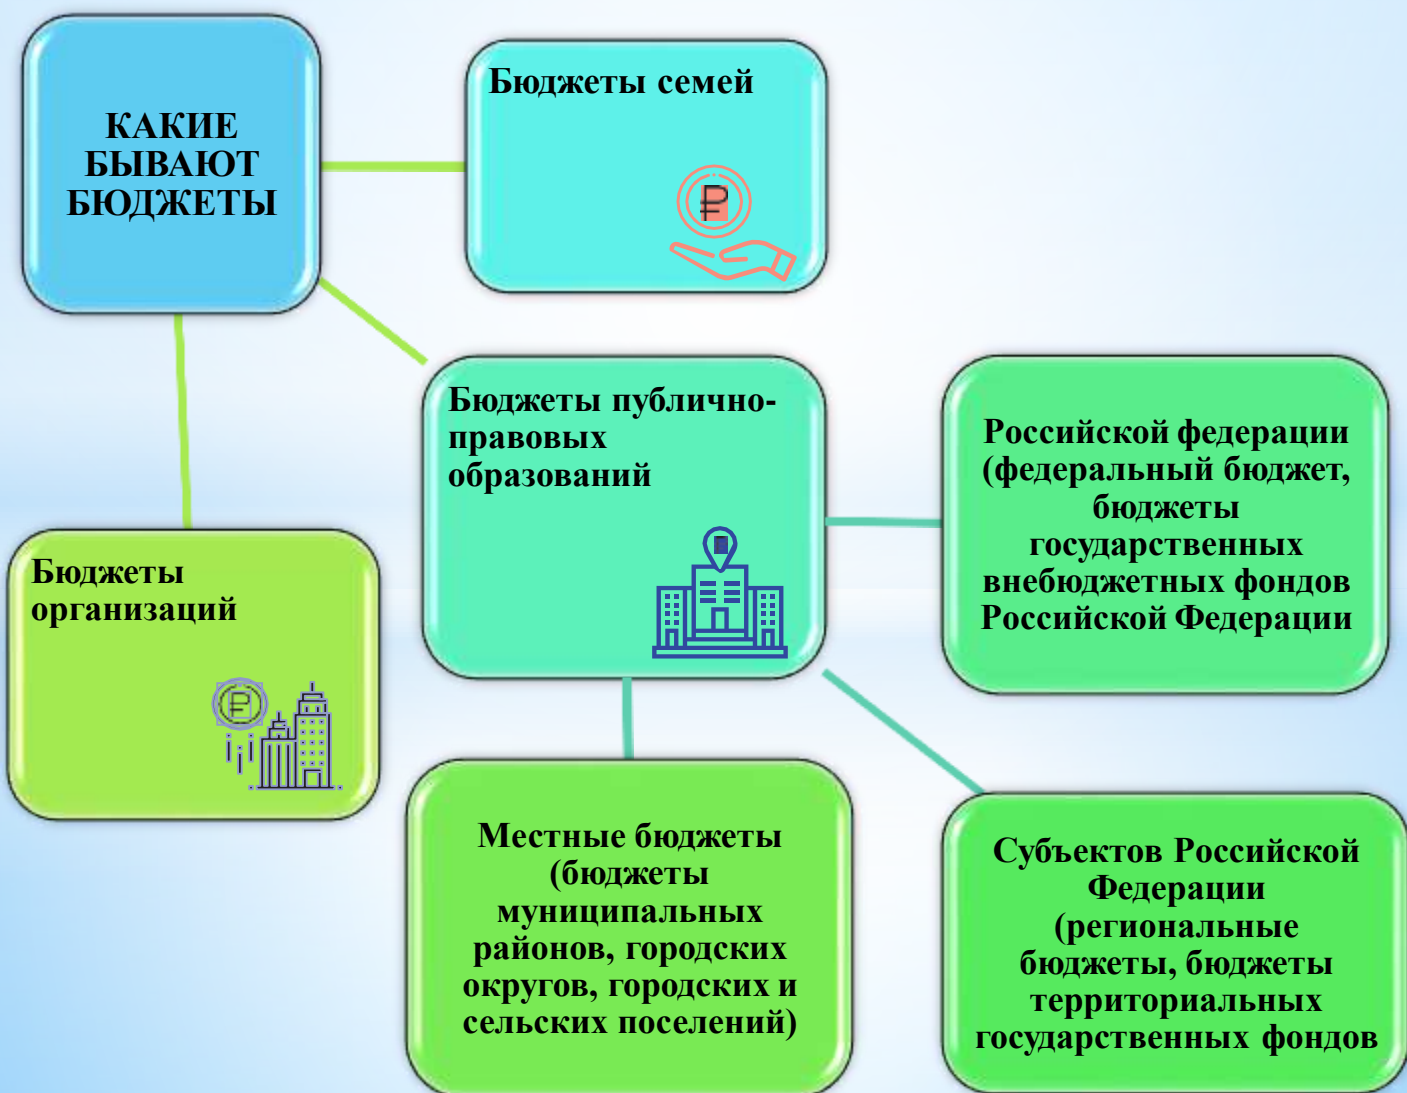 КАКИЕ
БЫВАЮТ
БЮДЖЕТЫ
Бюджеты семей
Бюджеты публично-
правовых
образований
Российской федерации
(федеральный бюджет,
бюджеты
государственных
внебюджетных фондов
Российской Федерации
Бюджеты
организаций
Местные бюджеты
(бюджеты
муниципальных
районов, городских
округов, городских и
сельских поселений)
Субъектов Российской
Федерации
(региональные
бюджеты, бюджеты
территориальных
государственных фондов